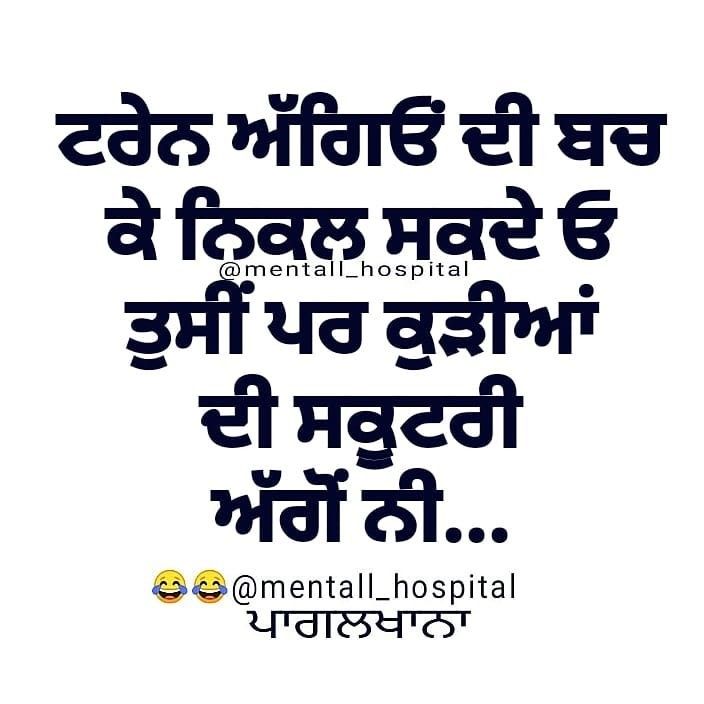 ਟਰੇਨ ਅੱਗਿਓਂ ਦੀ ਬਚ
ਕੇ ਨਿਕਲ ਸਕਦੇ ਓ
@mentall_hospital
ਤੁਸੀਂ ਪਰ ਕੁੜੀਆਂ
ਦੀ ਸਕੂਟਰੀ
ਅੱਗੋਂ ਨੀ...
😂😂@mentall_hospital
ਪਾਗਲਖਾਨਾ